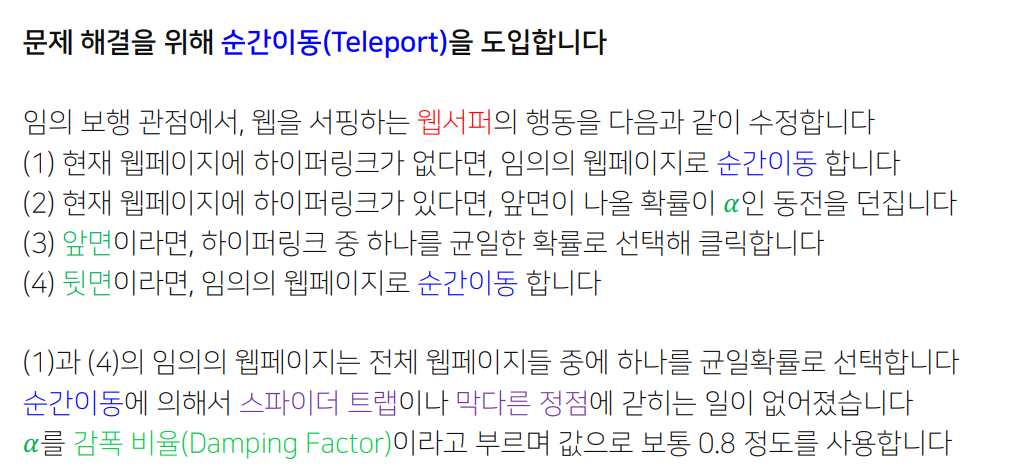 문제 해결을 위해 순간이동(Teleport)을 도입합니다
임의 보행 관점에서, 웹을 서핑하는 웹서퍼의 행동을 다음과 같이 수정합니다
(1) 현재 웹페이지에 하이퍼링크가 없다면, 임의의 웹페이지로 순간이동 합니다
(2) 현재 웹페이지에 하이퍼링크가 있다면, 앞면이 나올 확률이 𝛼인 동전을 던집니다
(3) 앞면이라면, 하이퍼링크 중 하나를 균일한 확률로 선택해 클릭합니다
(4) 뒷면이라면, 임의의 웹페이지로 순간이동 합니다
(1)과 (4)의 임의의 웹페이지는 전체 웹페이지들 중에 하나를 균일확률로 선택합니다
순간이동에 의해서 스파이더 트랩이나 막다른 정점에 갇히는 일이 없어졌습니다
𝛼를 감폭 비율(Damping Factor)이라고 부르며 값으로 보통 0.8 정도를 사용합니다